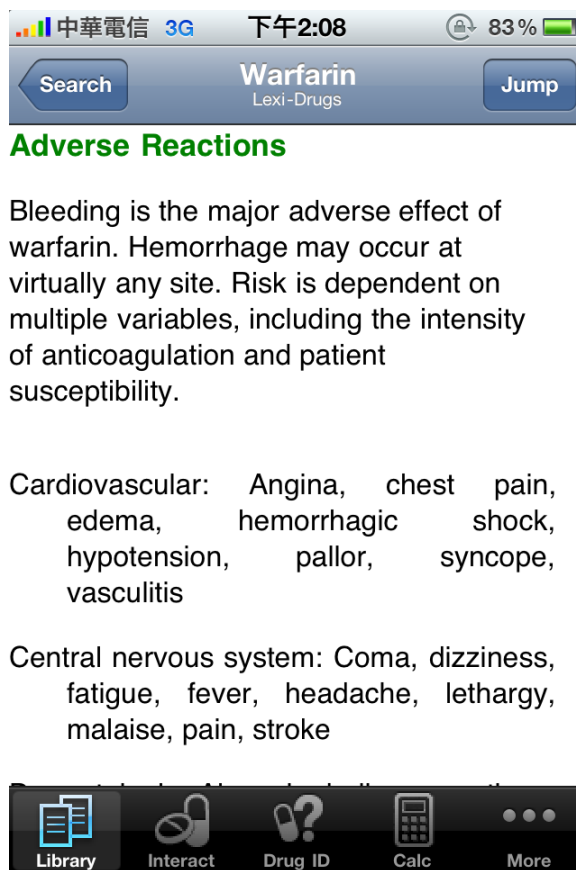 中華電信 3G 下午2:08 83%
Search Warfarin Jump
Lexi-Drugs
Adverse Reactions
Bleeding is the major adverse effect of
warfarin. Hemorrhage may occur at
virtually any site. Risk is dependent on
multiple variables, including the intensity
of anticoagulation and patient
susceptibility.
Cardiovascular: Angina, chest pain,
edema, hemorrhagic shock,
hypotension, pallor, syncope,
vasculitis
Central nervous system: Coma, dizziness,
fatigue, fever, headache, lethargy,
malaise, pain, stroke
Library Interact Drug ID Calc More